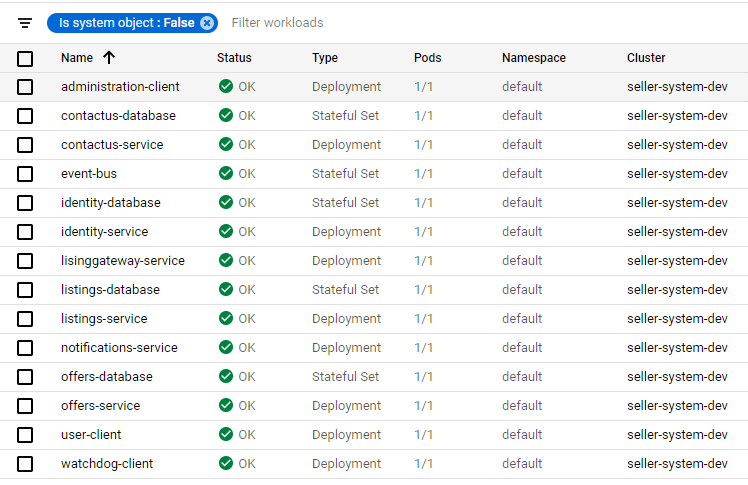 Is system object : False Filter workloads
Name Status Type Pods Namespace Cluster
administration-client OK Deployment 1/1 default seller-system-dev
contactus-database OK Stateful Set 1/1 default seller-system-dev
contactus-service OK Deployment 1/1 default seller-system-dev
event-bus OK Stateful Set 1/1 default seller-system-dev
identity-database OK Stateful Set 1/1 default seller-system-dev
identity-service OK Deployment 1/1 default seller-system-dev
lisinggateway-service OK Deployment 1/1 default seller-system-dev
listings-database OK Stateful Set 1/1 default seller-system-dev
listings-service OK Deployment 1/1 default seller-system-dev
notifications-service OK Deployment 1/1 default seller-system-dev
offers-database OK Stateful Set 1/1 default seller-system-dev
offers-service OK Deployment 1/1 default seller-system-dev
user-client OK Deployment 1/1 default seller-system-dev
watchdog-client OK Deployment 1/1 default seller-system-dev